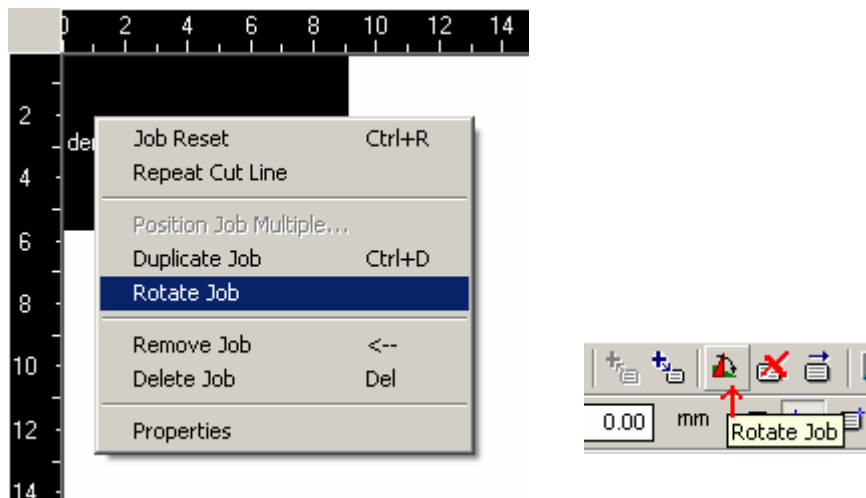 0 2 4 6 8 10 12 14
2
der
4
6
8
10
12
14
Job Reset Ctrl+R
Repeat Cut Line
Position Job Multiple...
Duplicate Job Ctrl+D
Rotate Job
Remove Job <--
Delete Job Del
Properties
0.00 mm
Rotate Job